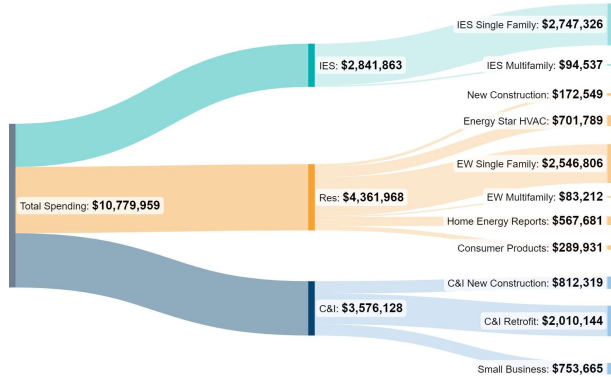 IES Single Family: $2,747,326
IES: $2,841,863
IES Multifamily: $94,537
New Construction: $172,549
Energy Star HVAC: $701,789
EW Single Family: $2,546,806
Total Spending: $10,779,959
Res: $4,361,968
EW Multifamily: $83,212
Home Energy Reports: $567,681
Consumer Products: $289,931
C&I New Construction: $812,319
C&I: $3,576,128
C&I Retrofit: $2,010,144
Small Business: $753,665